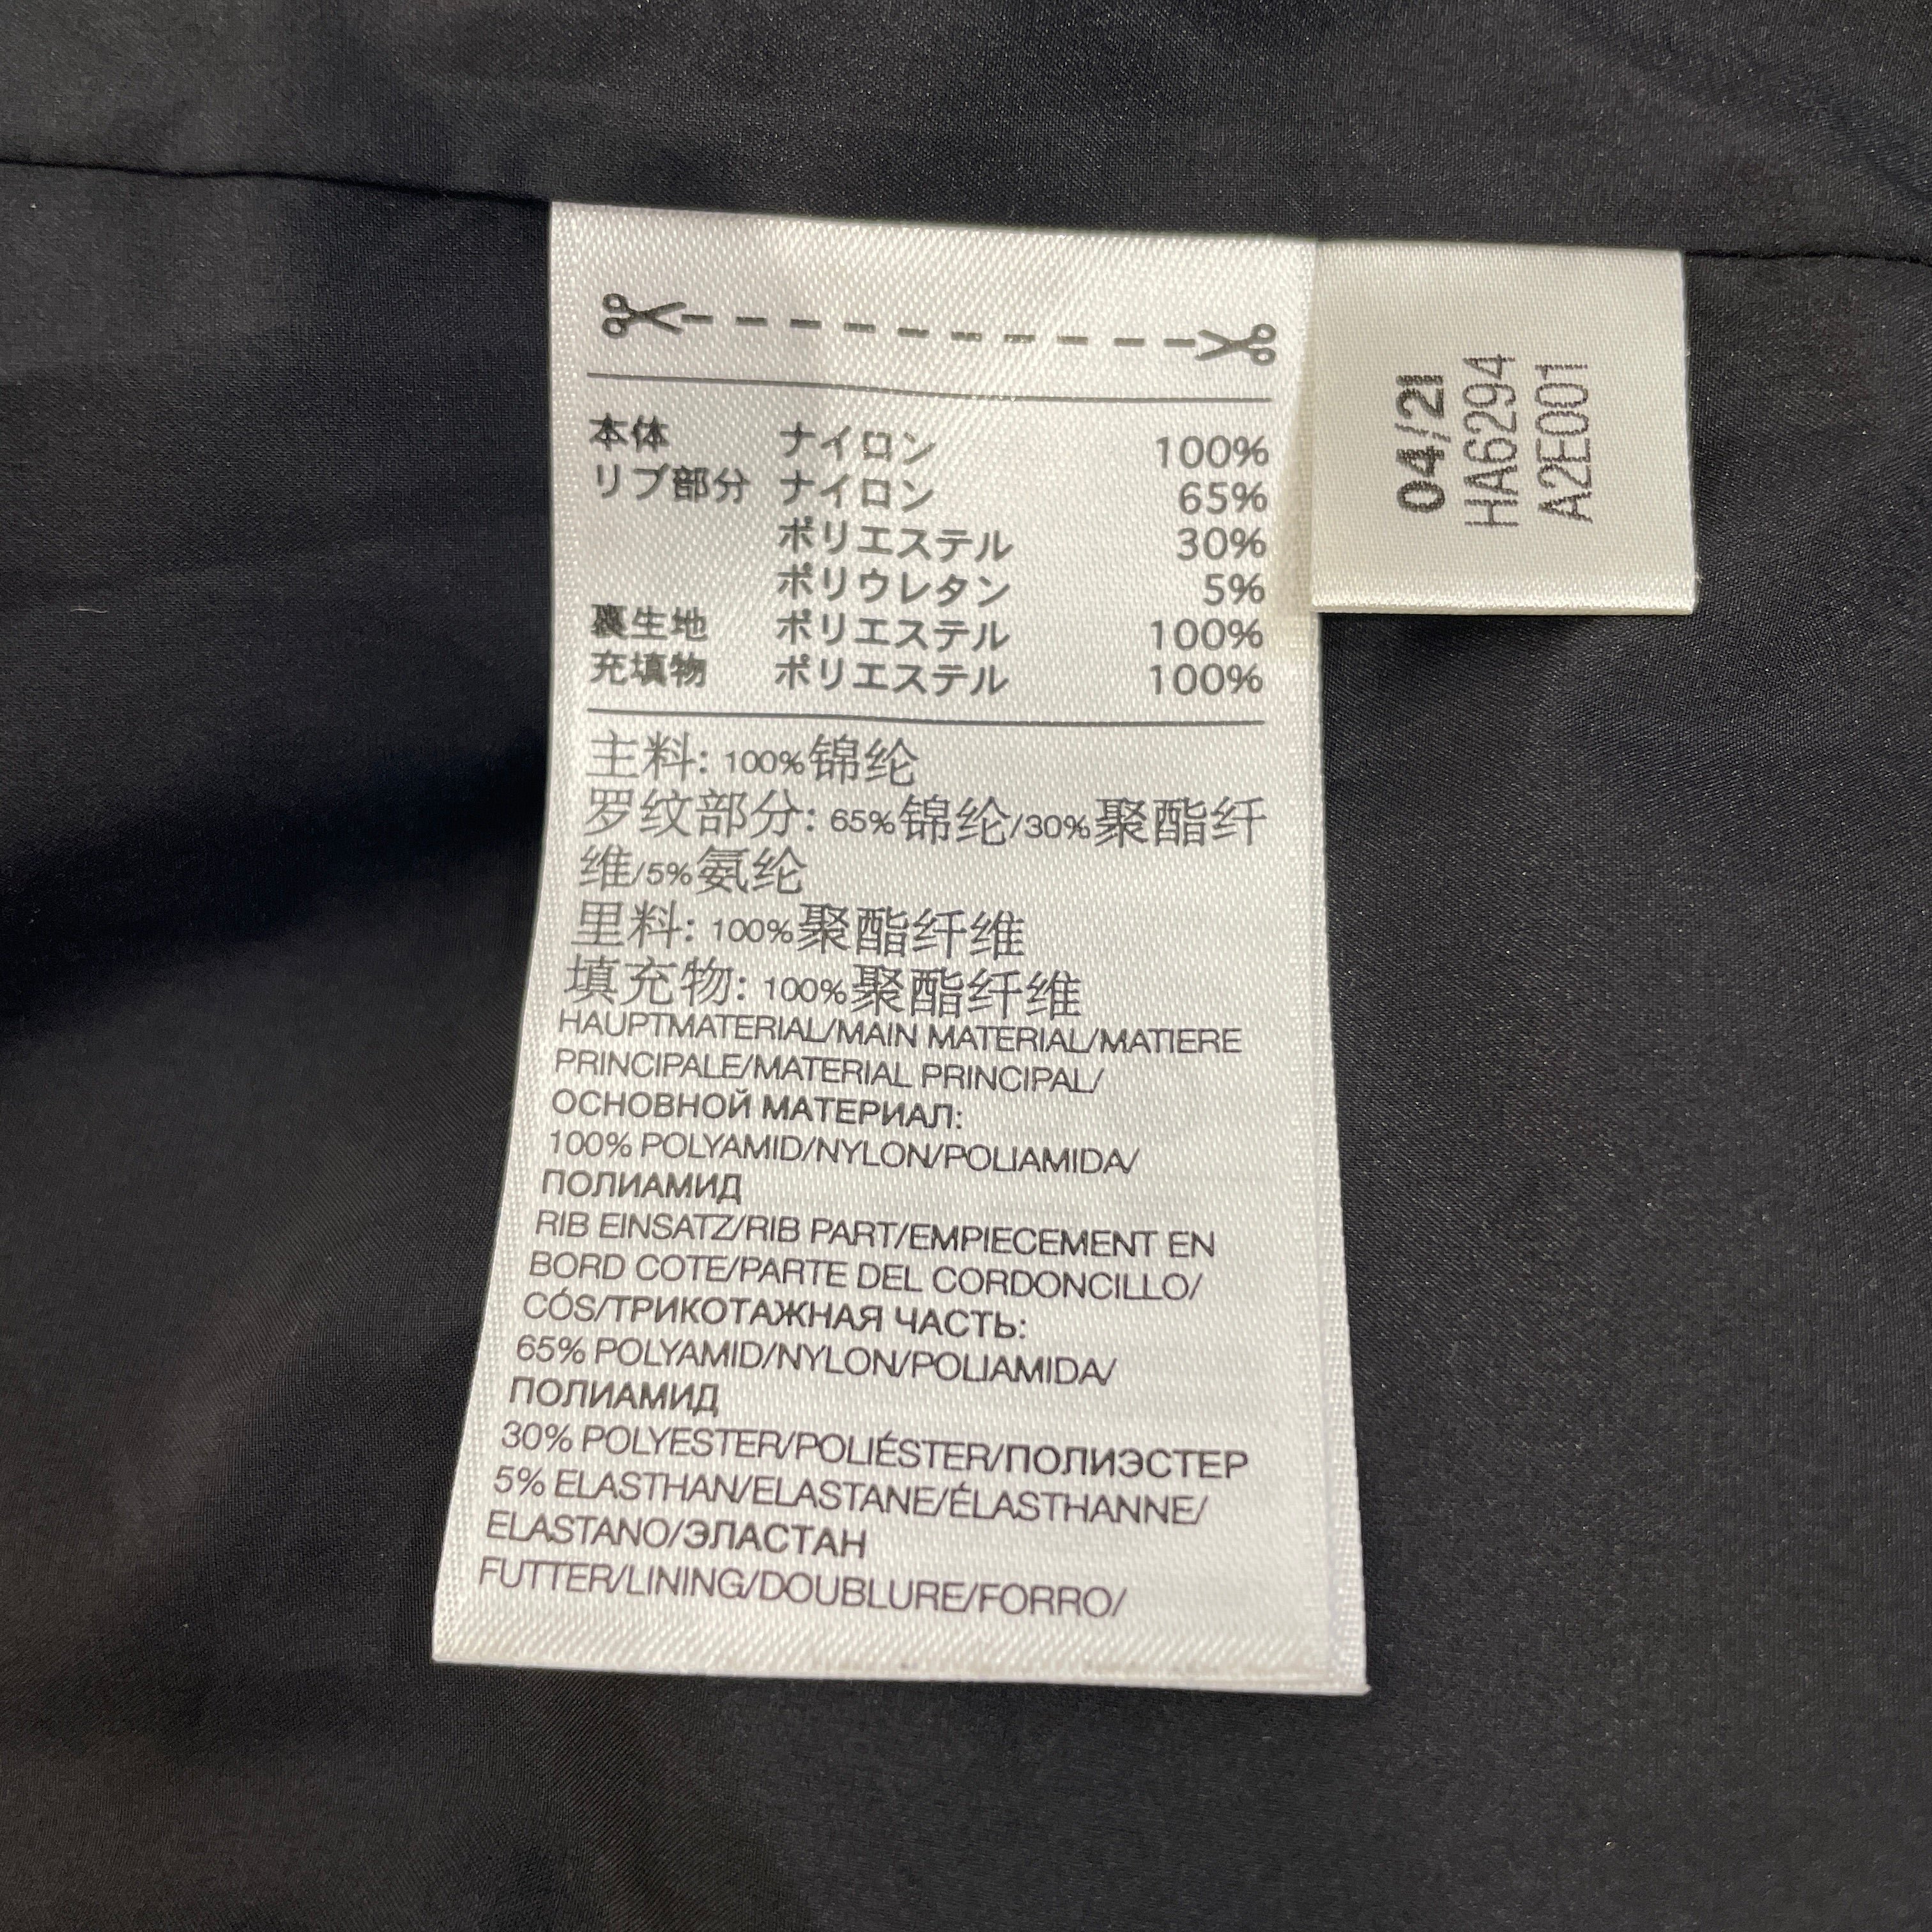 本体 ナイロン 100%
リブ部分 ナイロン 65%
ポリエステル 30%
ポリウレタン 5%
裏生地 ポリエステル 100%
充填物 ポリエステル 100%
主料: 100%锦纶
罗纹部分: 65%锦纶/30%聚酯纤
维/5%氨纶
里料: 100%聚酯纤维
填充物: 100%聚酯纤维
HAUPTMATERIAL/MAIN MATERIAL/MATIERE
PRINCIPALE/MATERIAL PRINCIPAL/
ОСНОВНОЙ МАТЕРИАЛ:
100% POLYAMID/NYLON/POLIAMIDA/
ПОЛИАМИД
RIB EINSATZ/RIB PART/EMPIECEMENT EN
BORD COTE/PARTE DEL CORDONCILLO/
CÓS/ТРИКОТАЖНАЯ ЧАСТЬ:
65% POLYAMID/NYLON/POLIAMIDA/
ПОЛИАМИД
30% POLYESTER/POLIÉSTER/ПОЛИЭСТЕР
5% ELASTHAN/ELASTANE/ÉLASTHANNE/
ELASTANO/ЭЛАСТАН
FUTTER/LINING/DOUBLURE/FORRO/
04/21
HA6294
A2E001